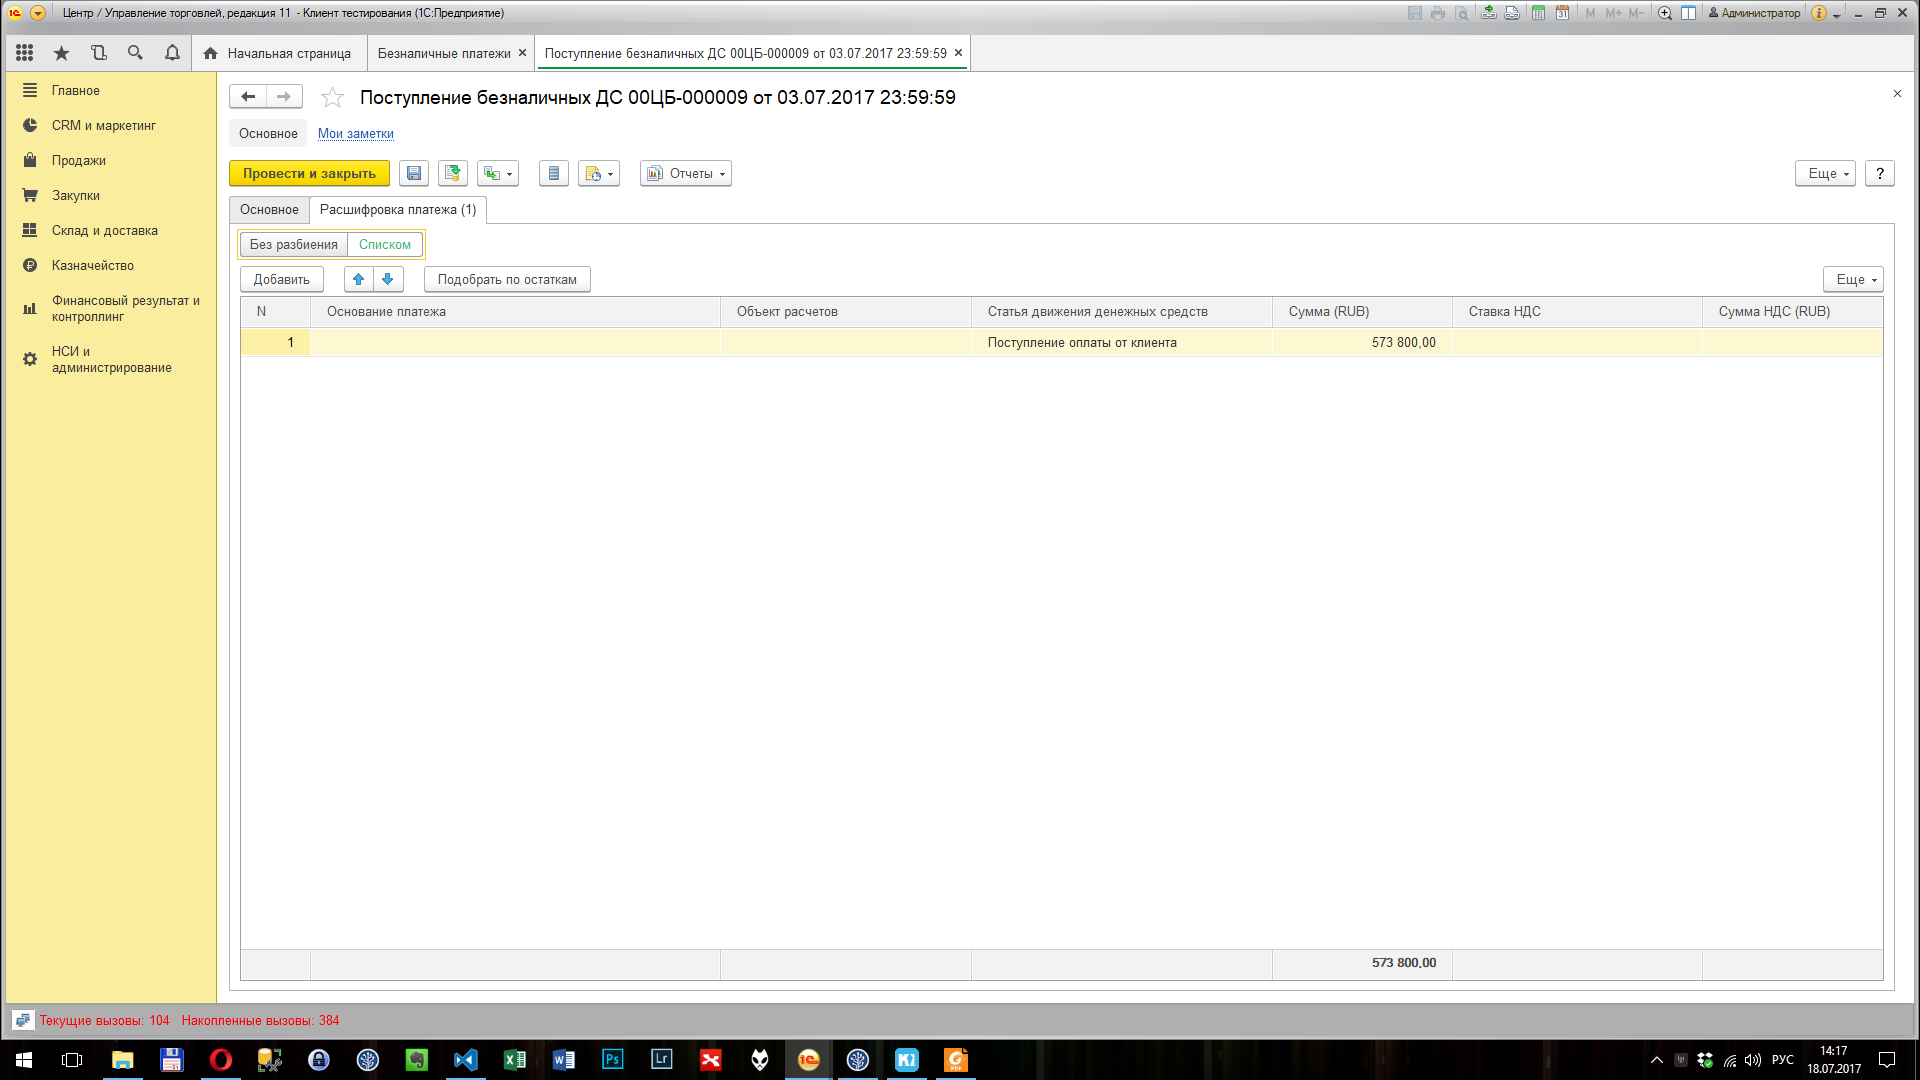 Центр / Управление торговлей, редакция 11 - Клиент тестирования (1С:Предприятие)
M M+ M- Администратор
Начальная страница
Безналичные платежи
Поступление безналичных ДС 00ЦБ-000009 от 03.07.2017 23:59:59
Главное
CRM и маркетинг
Продажи
Закупки
Склад и доставка
Казначейство
Финансовый результат и
контроллинг
НСИ и
администрирование
Поступление безналичных ДС 00ЦБ-000009 от 03.07.2017 23:59:59
Основное Мои заметки
Провести и закрыть Отчеты Еще ?
Основное Расшифровка платежа (1)
Без разбиения Списком
Добавить Подобрать по остаткам Еще
N Основание платежа Объект расчетов Статья движения денежных средств Сумма (RUB) Ставка НДС Сумма НДС (RUB)
1 Поступление оплаты от клиента 573 800,00
573 800,00
Текущие вызовы: 104 Накопленные вызовы: 384
Ps Lr Ki
РУС
14:17
18.07.2017